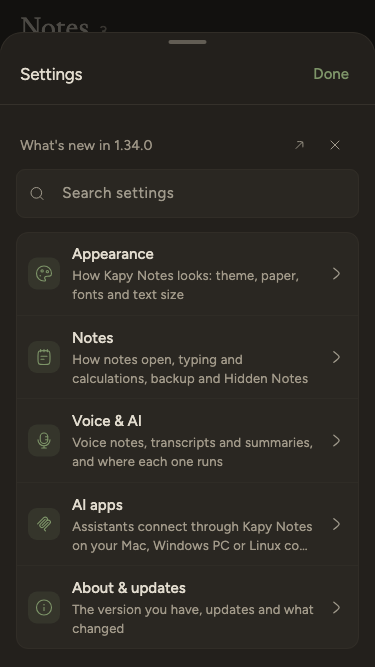 Notes 3
Settings
Done
What's new in 1.34.0
Search settings
Appearance
How Kapy Notes looks: theme, paper,
fonts and text size
Notes
How notes open, typing and
calculations, backup and Hidden Notes
Voice & AI
Voice notes, transcripts and summaries,
and where each one runs
AI apps
Assistants connect through Kapy Notes
on your Mac, Windows PC or Linux co...
About & updates
The version you have, updates and what
changed